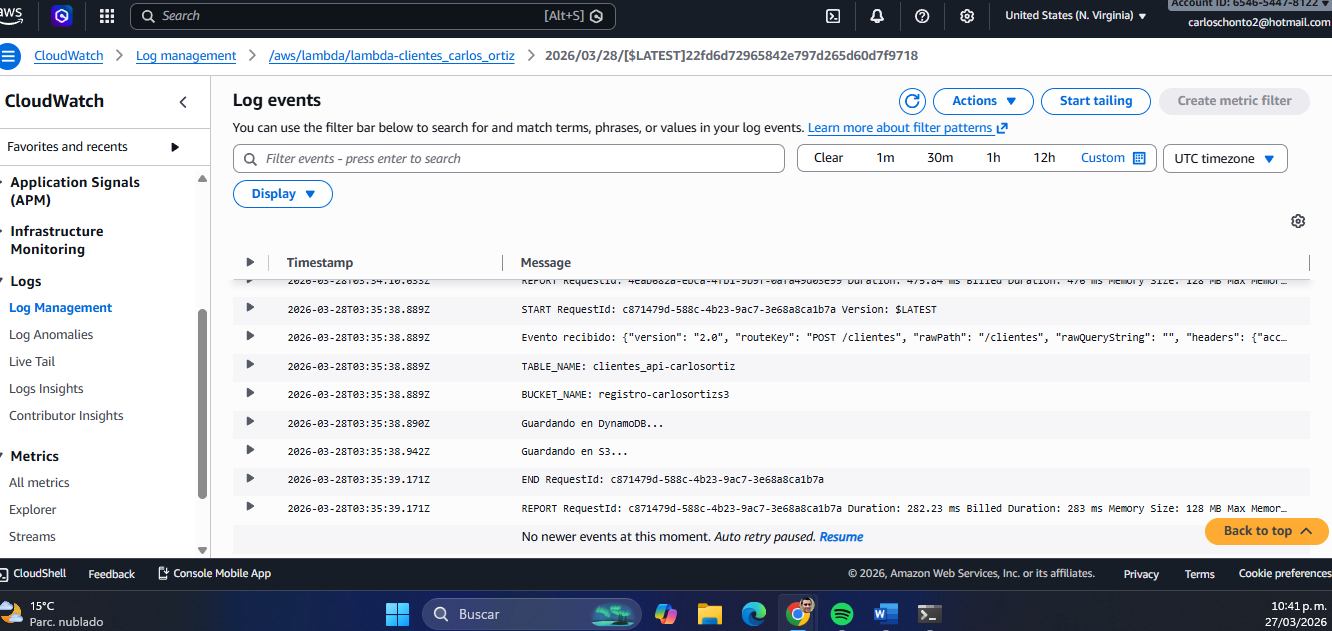 aws
Search [Alt+S]
United States (N. Virginia)
Account ID: 6546-5447-8122
carloschonto2@hotmail.com
CloudWatch > Log management > /aws/lambda/lambda-clientes_carlos_ortiz > 2026/03/28/[$LATEST]22fd6d72965842e797d265d60d7f9718
CloudWatch
Favorites and recents
Application Signals
(APM)
Infrastructure
Monitoring
Logs
Log Management
Log Anomalies
Live Tail
Logs Insights
Contributor Insights
Metrics
All metrics
Explorer
Streams
Log events
Actions
Start tailing
Create metric filter
You can use the filter bar below to search for and match terms, phrases, or values in your log events. Learn more about filter patterns
Filter events - press enter to search
Clear 1m 30m 1h 12h Custom
UTC timezone
Display
Timestamp Message
2026-03-28T03:35:38.889Z START RequestId: c871479d-588c-4b23-9ac7-3e68a8ca1b7a Version: $LATEST
2026-03-28T03:35:38.889Z Evento recibido: {"version": "2.0", "routeKey": "POST /clientes", "rawPath": "/clientes", "rawQueryString": "", "headers": {"acc…
2026-03-28T03:35:38.889Z TABLE_NAME: clientes_api-carlosortiz
2026-03-28T03:35:38.889Z BUCKET_NAME: registro-carlosortizs3
2026-03-28T03:35:38.890Z Guardando en DynamoDB...
2026-03-28T03:35:38.942Z Guardando en S3...
2026-03-28T03:35:39.171Z END RequestId: c871479d-588c-4b23-9ac7-3e68a8ca1b7a
2026-03-28T03:35:39.171Z REPORT RequestId: c871479d-588c-4b23-9ac7-3e68a8ca1b7a Duration: 282.23 ms Billed Duration: 283 ms Memory Size: 128 MB Max Memor…
No newer events at this moment. Auto retry paused. Resume
Back to top
CloudShell Feedback Console Mobile App
© 2026, Amazon Web Services, Inc. or its affiliates. Privacy Terms Cookie preferences
15°C
Parc. nublado
Buscar
10:41 p.m.
27/03/2026